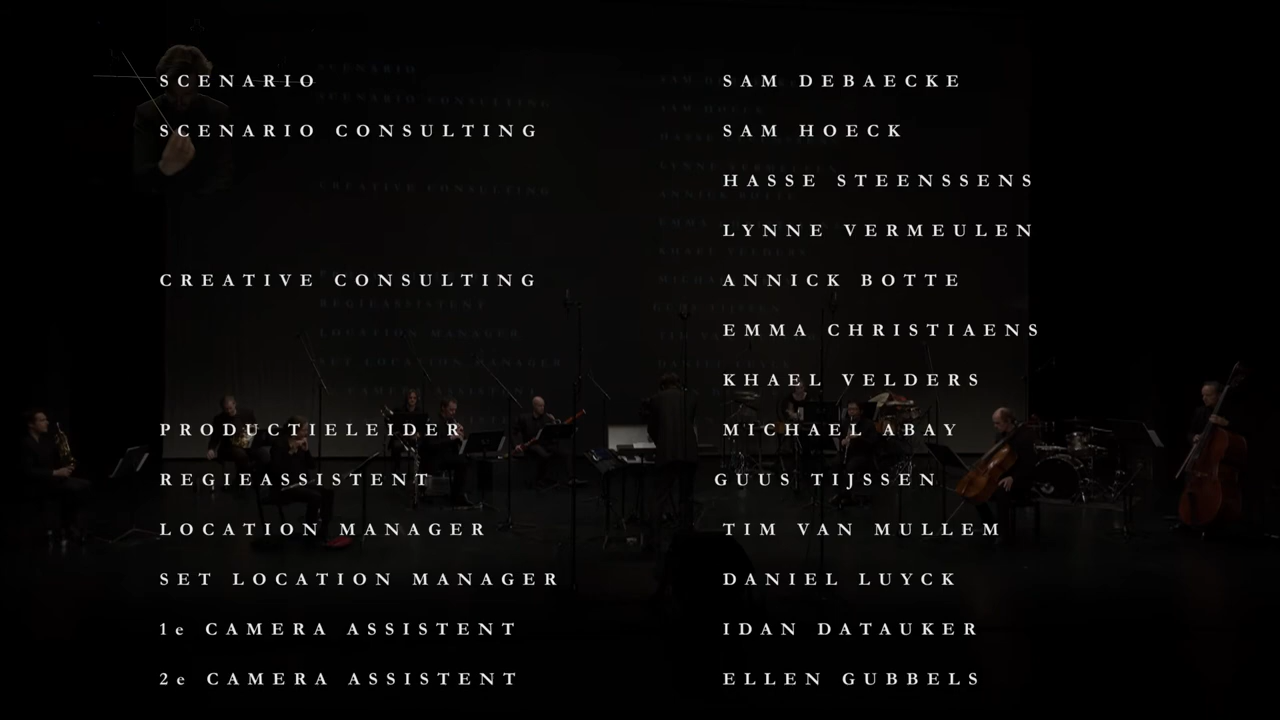 SCENARIO SAM DEBAECKE
SCENARIO CONSULTING SAM HOECK
HASSE STEENSSENS
LYNNE VERMEULEN
CREATIVE CONSULTING ANNICK BOTTE
EMMA CHRISTIAENS
KHAEL VELDERS
PRODUCTIELEIDER MICHAEL ABAY
REGIEASSISTENT GUUS TIJSSEN
LOCATION MANAGER TIM VAN MULLEM
SET LOCATION MANAGER DANIEL LUYCK
1e CAMERA ASSISTENT IDAN DATAUKER
2e CAMERA ASSISTENT ELLEN GUBBELS